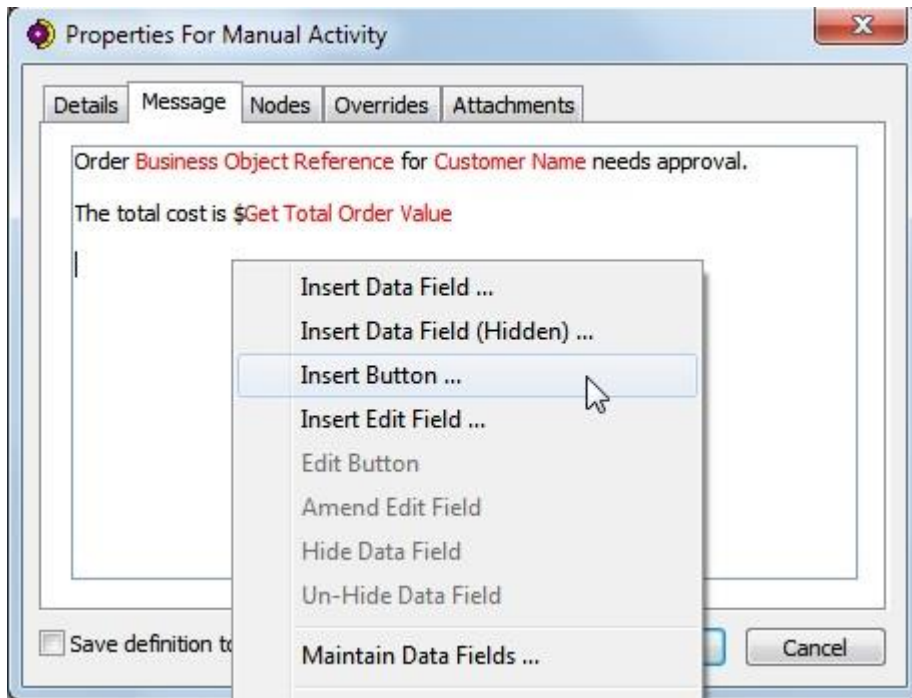 Properties For Manual Activity
Details Message Nodes Overrides Attachments
Order Business Object Reference for Customer Name needs approval.
The total cost is $Get Total Order Value
Insert Data Field ...
Insert Data Field (Hidden) ...
Insert Button ...
Insert Edit Field ...
Edit Button
Amend Edit Field
Hide Data Field
Un-Hide Data Field
Maintain Data Fields ...
Save definition to
Cancel